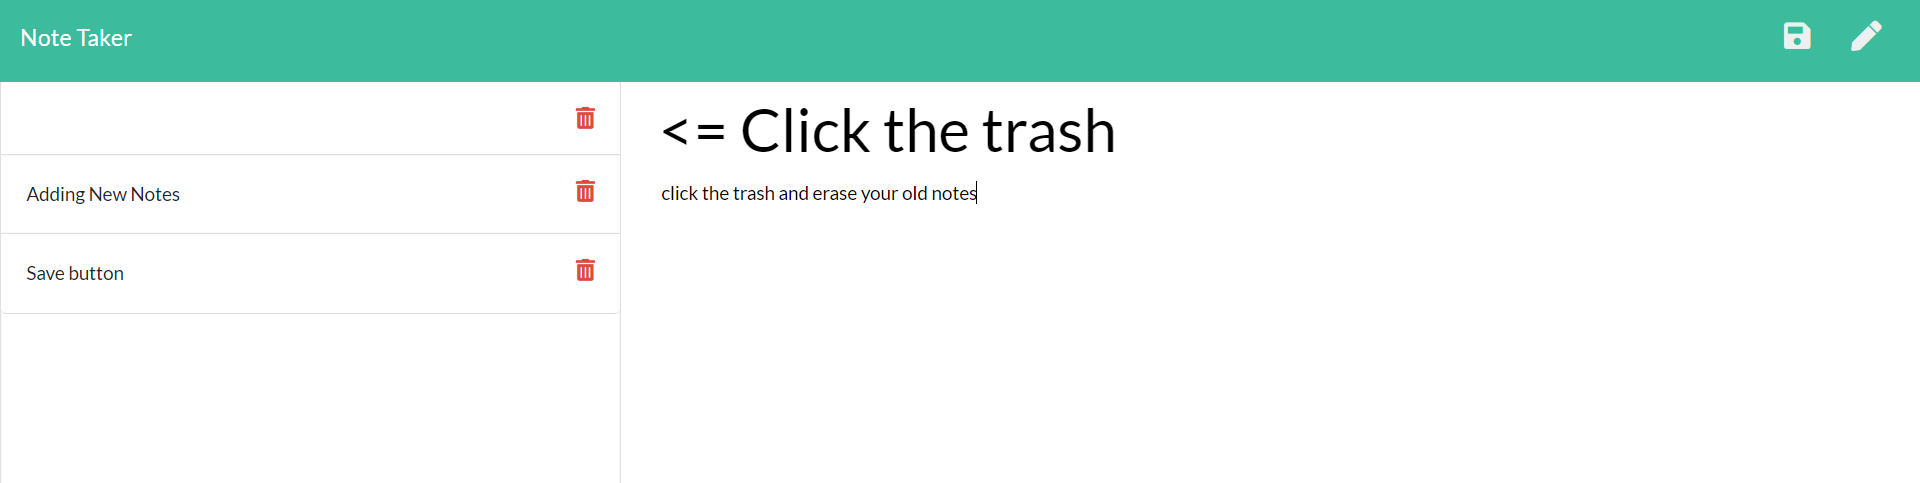 Note Taker
Adding New Notes
Save button
<= Click the trash
click the trash and erase your old notes